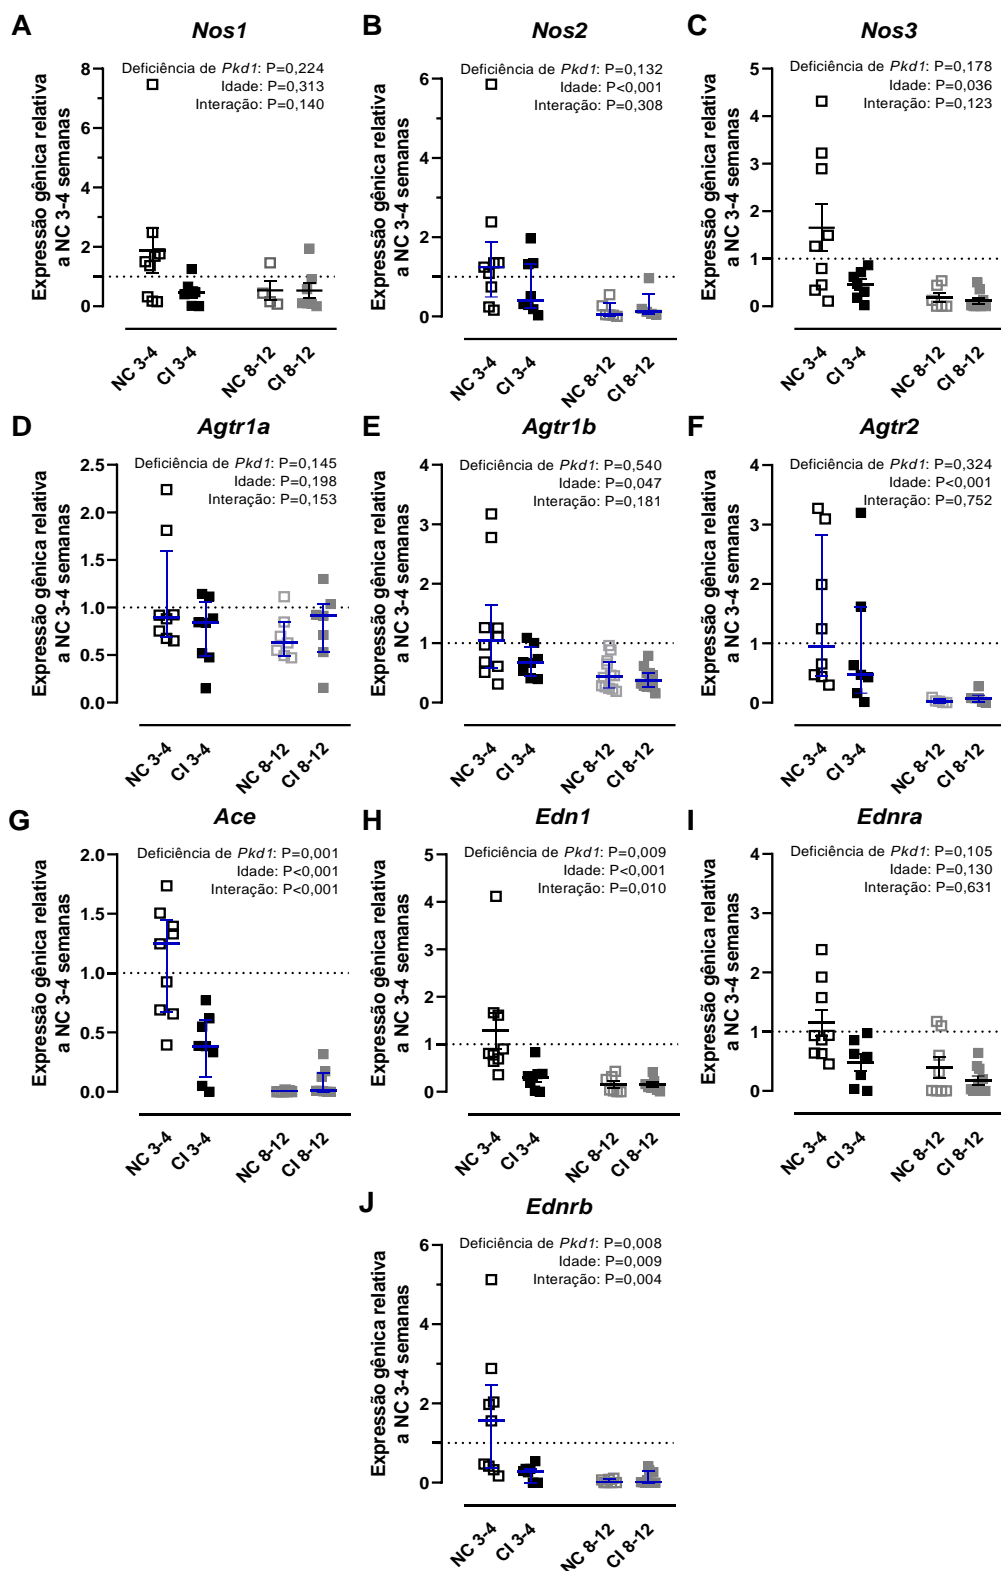 A
Nos1
Deficiência de Pkd1: P=0,224
Idade: P=0,313
Interação: P=0,140
Expressão gênica relativa
a NC 3-4 semanas
8
6
4
2
0
NC 3-4
CI 3-4
NC 8-12
CI 8-12
B
Nos2
Deficiência de Pkd1: P=0,132
Idade: P<0,001
Interação: P=0,308
Expressão gênica relativa
a NC 3-4 semanas
6
4
2
1
0
NC 3-4
CI 3-4
NC 8-12
CI 8-12
C
Nos3
Deficiência de Pkd1: P=0,178
Idade: P=0,036
Interação: P=0,123
Expressão gênica relativa
a NC 3-4 semanas
5
4
3
2
1
0
NC 3-4
CI 3-4
NC 8-12
CI 8-12
D
Agtr1a
Deficiência de Pkd1: P=0,145
Idade: P=0,198
Interação: P=0,153
Expressão gênica relativa
a NC 3-4 semanas
2.5
2.0
1.5
1.0
0.5
0.0
NC 3-4
CI 3-4
NC 8-12
CI 8-12
E
Agtr1b
Deficiência de Pkd1: P=0,540
Idade: P=0,047
Interação: P=0,181
Expressão gênica relativa
a NC 3-4 semanas
4
3
2
1
0
NC 3-4
CI 3-4
NC 8-12
CI 8-12
F
Agtr2
Deficiência de Pkd1: P=0,324
Idade: P<0,001
Interação: P=0,752
Expressão gênica relativa
a NC 3-4 semanas
4
3
2
1
0
NC 3-4
CI 3-4
NC 8-12
CI 8-12
G
Ace
Deficiência de Pkd1: P=0,001
Idade: P<0,001
Interação: P<0,001
Expressão gênica relativa
a NC 3-4 semanas
2.0
1.5
1.0
0.5
0.0
NC 3-4
CI 3-4
NC 8-12
CI 8-12
H
Edn1
Deficiência de Pkd1: P=0,009
Idade: P<0,001
Interação: P=0,010
Expressão gênica relativa
a NC 3-4 semanas
5
4
3
2
1
0
NC 3-4
CI 3-4
NC 8-12
CI 8-12
I
Ednra
Deficiência de Pkd1: P=0,105
Idade: P=0,130
Interação: P=0,631
Expressão gênica relativa
a NC 3-4 semanas
4
3
2
1
0
NC 3-4
CI 3-4
NC 8-12
CI 8-12
J
Ednrb
Deficiência de Pkd1: P=0,008
Idade: P=0,009
Interação: P=0,004
Expressão gênica relativa
a NC 3-4 semanas
6
4
2
0
NC 3-4
CI 3-4
NC 8-12
CI 8-12